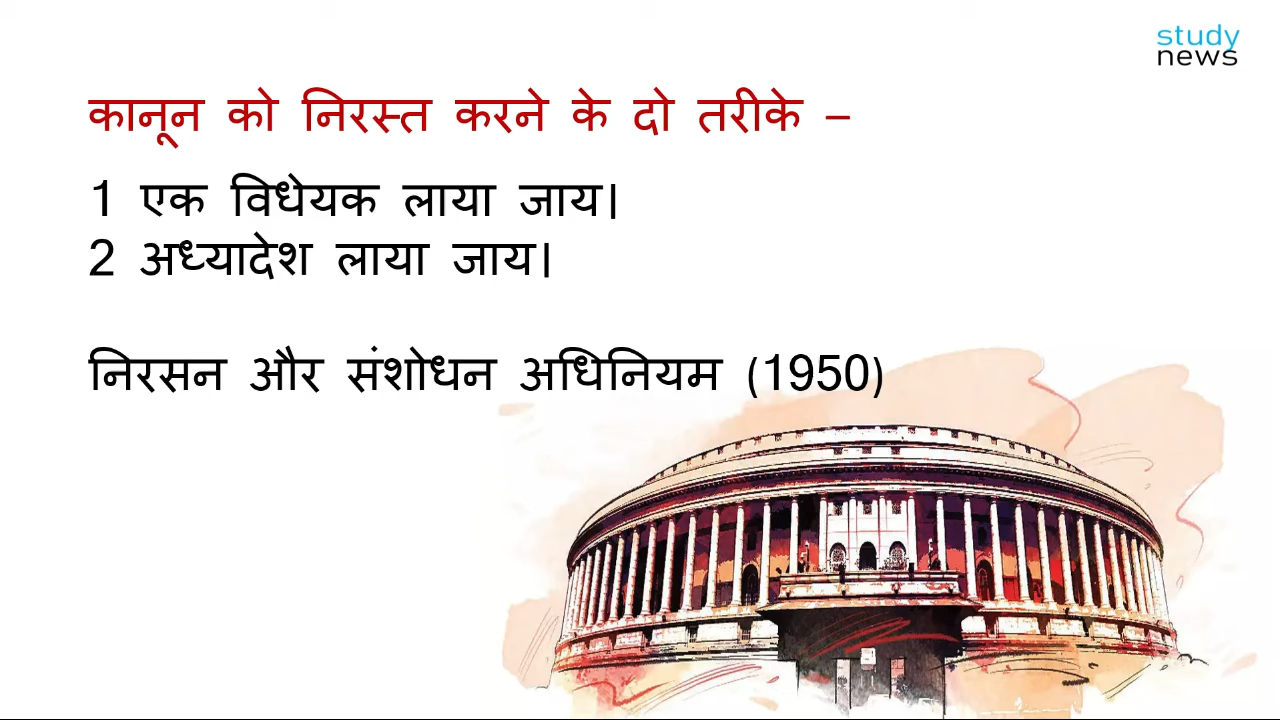 study
news
कानून को निरस्त करने के दो तरीके –
1 एक विधेयक लाया जाय।
2 अध्यादेश लाया जाय।
निरसन और संशोधन अधिनियम (1950)